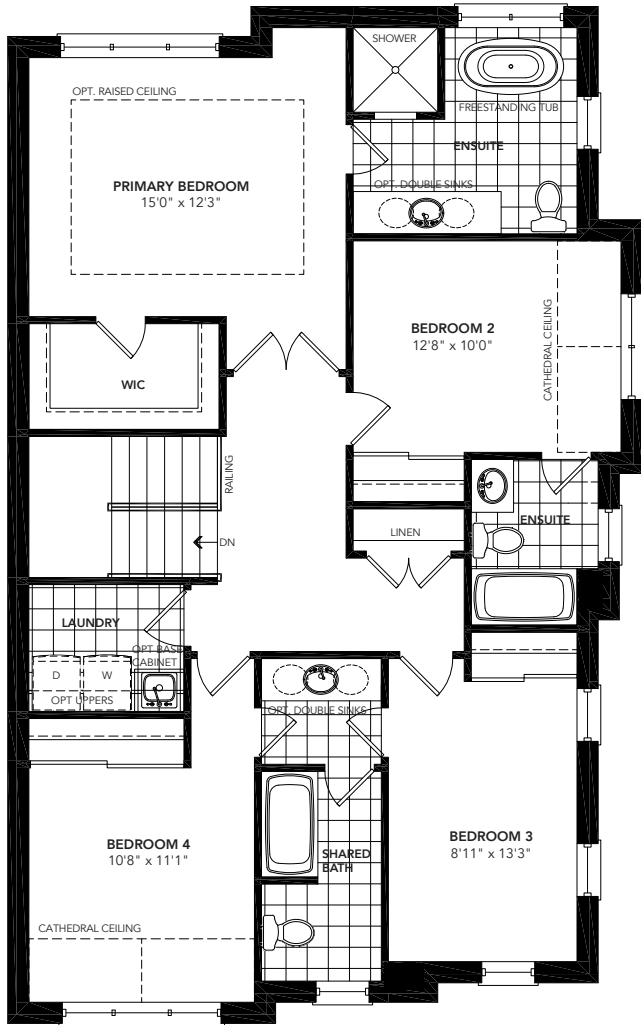 SHOWER
OPT. RAISED CEILING
FREESTANDING TUB
ENSUITE
PRIMARY BEDROOM
15'0" x 12'3"
OPT. DOUBLE SINKS
BEDROOM 2
12'8" x 10'0"
CATHEDRAL CEILING
WIC
RAILING
ENSUITE
LINEN
DN
LAUNDRY
OPT BASE
CABINET
D
W
OPT UPPERS
OPT. DOUBLE SINKS
BEDROOM 4
10'8" x 11'1"
SHARED
BATH
BEDROOM 3
8'11" x 13'3"
CATHEDRAL CEILING